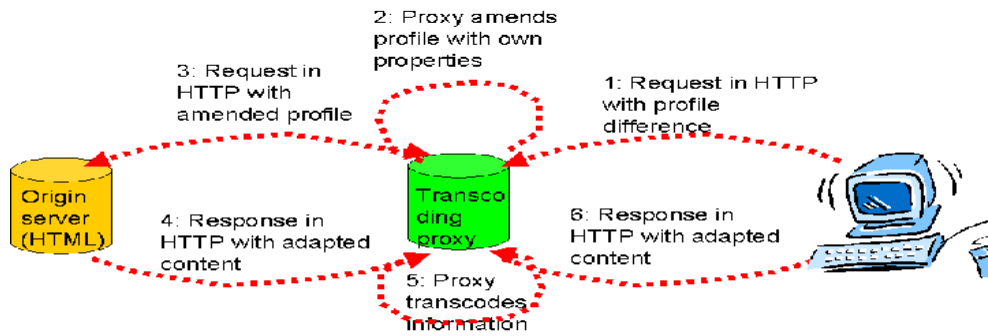 2: Proxy amends
profile with own
properties
3: Request in
HTTP with
amended profile
1: Request in HTTP
with profile
difference
Origin
server
(HTML)
Transco
ding
proxy
4: Response in
HTTP with adapted
content
6: Response in
HTTP with adapted
content
5: Proxy
transcodes
information